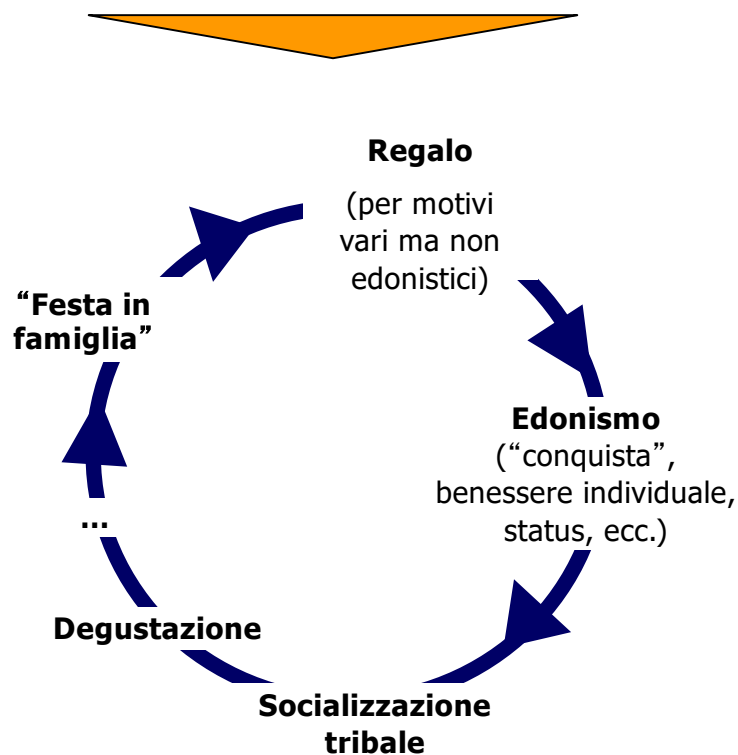 Regalo
(per motivi
vari ma non
edonistici)
Edonismo
(“conquista”,
benessere individuale,
status, ecc.)
Socializzazione
tribale
Degustazione
...
“Festa in
famiglia”